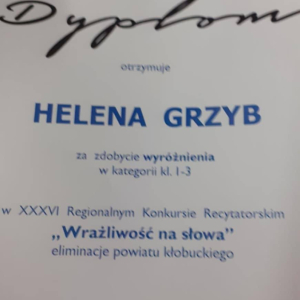 Dyplom
otrzymuje
HELENA GRZYB
za zdobycie wyróżnienia
w kategorii kl. 1-3
w XXXVI Regionalnym Konkursie Recytatorskim
„Wrażliwość na słowa”
eliminacje powiatu kłobuckiego